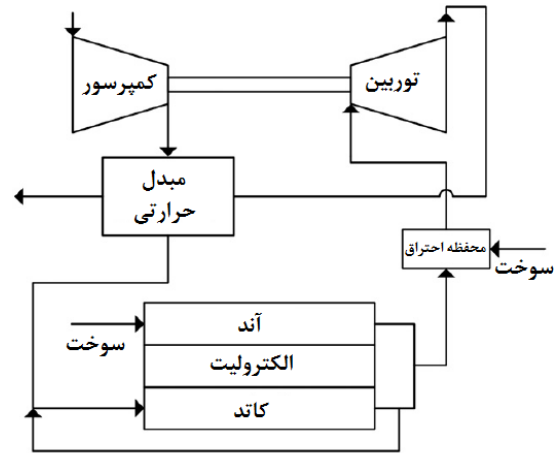 کمپرسور
توربین
مبدل
حرارتی
محفظه احتراق
سوخت
آند
سوخت
الکترولیت
کاتد